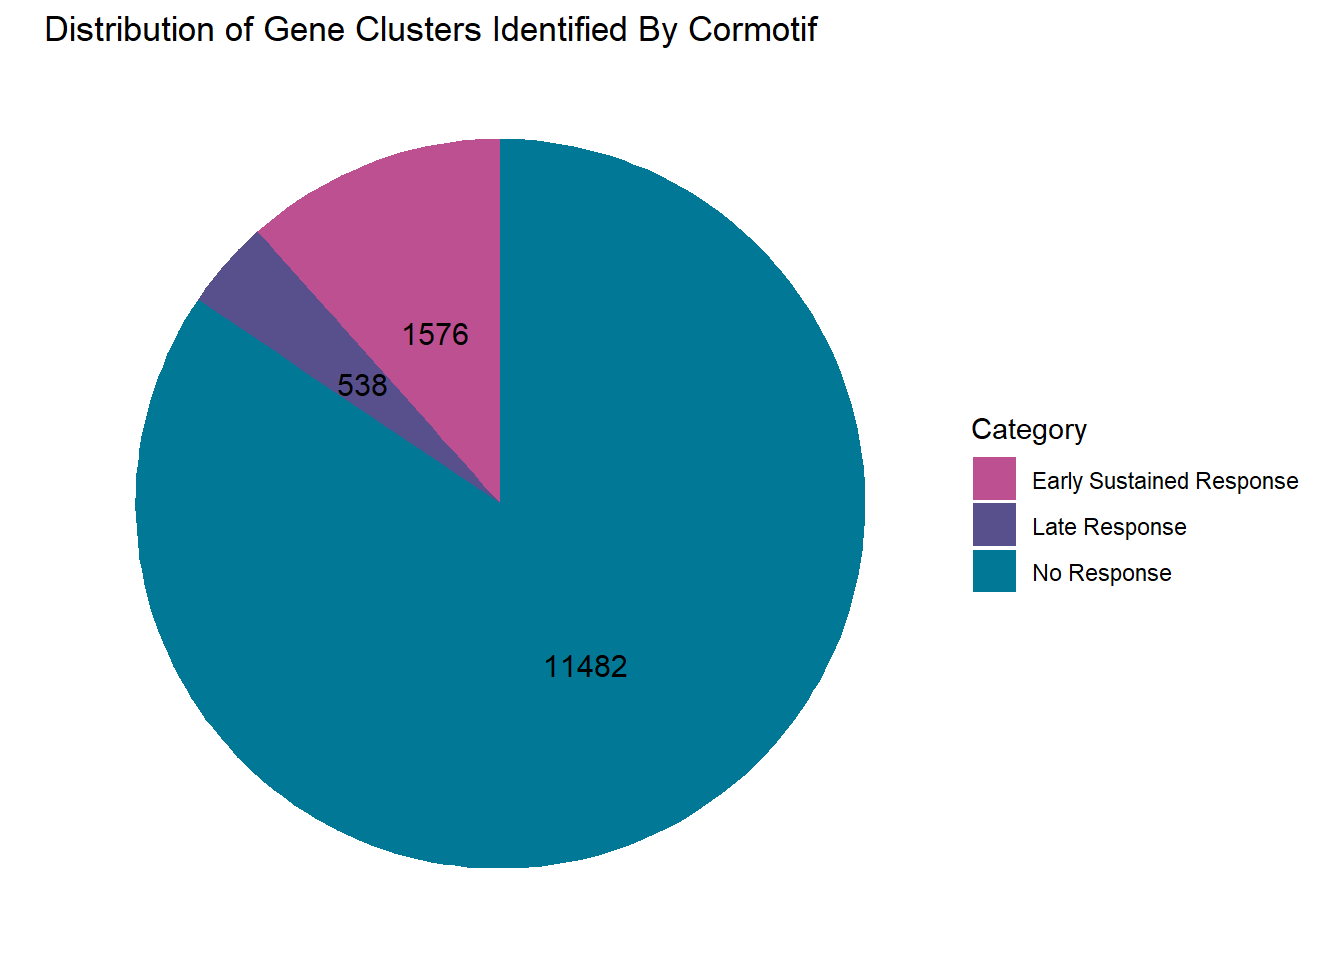 Distribution of Gene Clusters Identified By Cormotif
1576
538
11482
Category
Early Sustained Response
Late Response
No Response